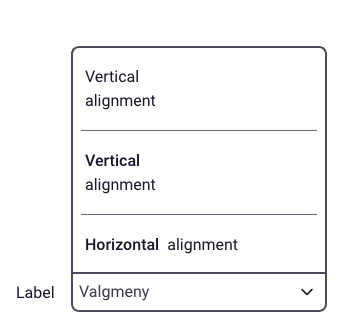 Vertical
alignment
Vertical
alignment
Horizontal alignment
Label Valgmeny